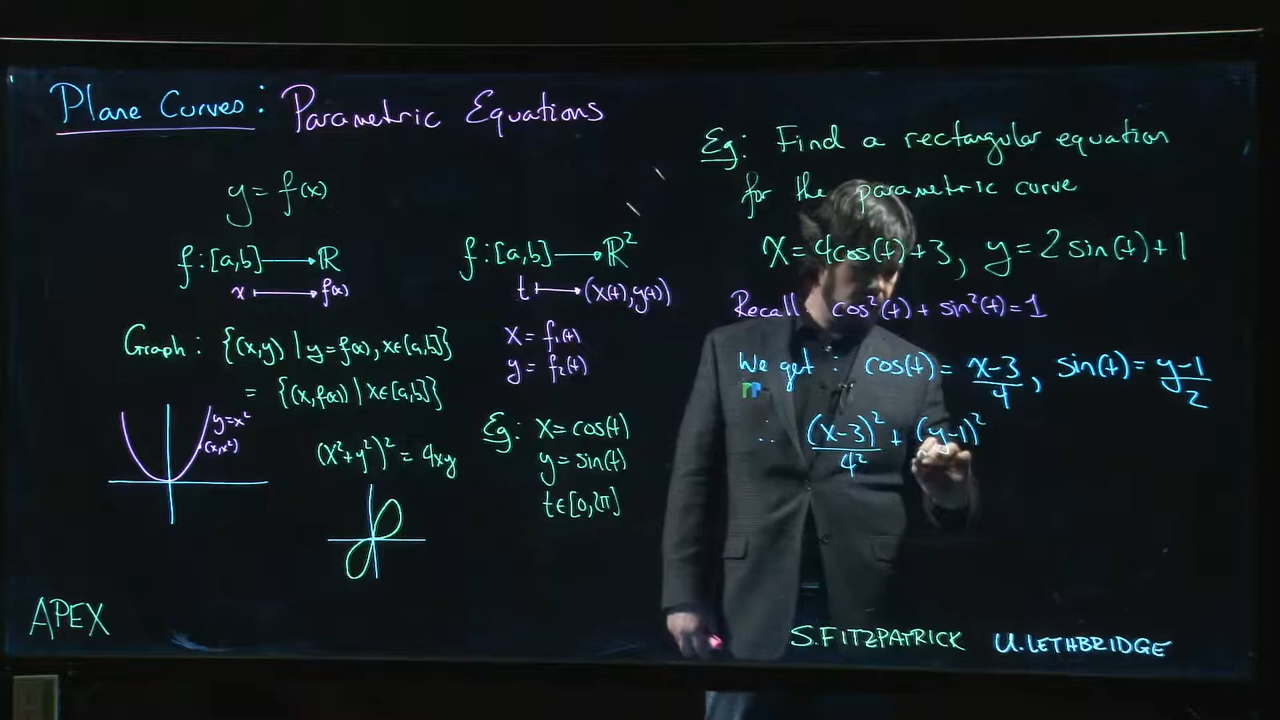 Plane Curves: Parametric Equations
y = f(x)
f: [a,b] ⟶ ℝ
x ⟼ f(x)
Graph: {(x,y) | y=f(x), x∈[a,b]}
= {(x,f(x)) | x∈[a,b]}
y=x²
(x,x²)
(x²+y²)² = 4xy
f: [a,b] ⟶ ℝ²
t ⟼ (x(t), y(t))
x = f₁(t)
y = f₂(t)
Eg: x = cos(t)
y = sin(t)
t∈[0,2π]
Eg: Find a rectangular equation
for the parametric curve
x = 4cos(t)+3, y = 2sin(t)+1
Recall: cos²(t) + sin²(t) = 1
We get: cos(t) = (x-3)/4, sin(t) = (y-1)/2
∴ (x-3)²/4² + (y-1)²
APEX
S.FITZPATRICK U.LETHBRIDGE